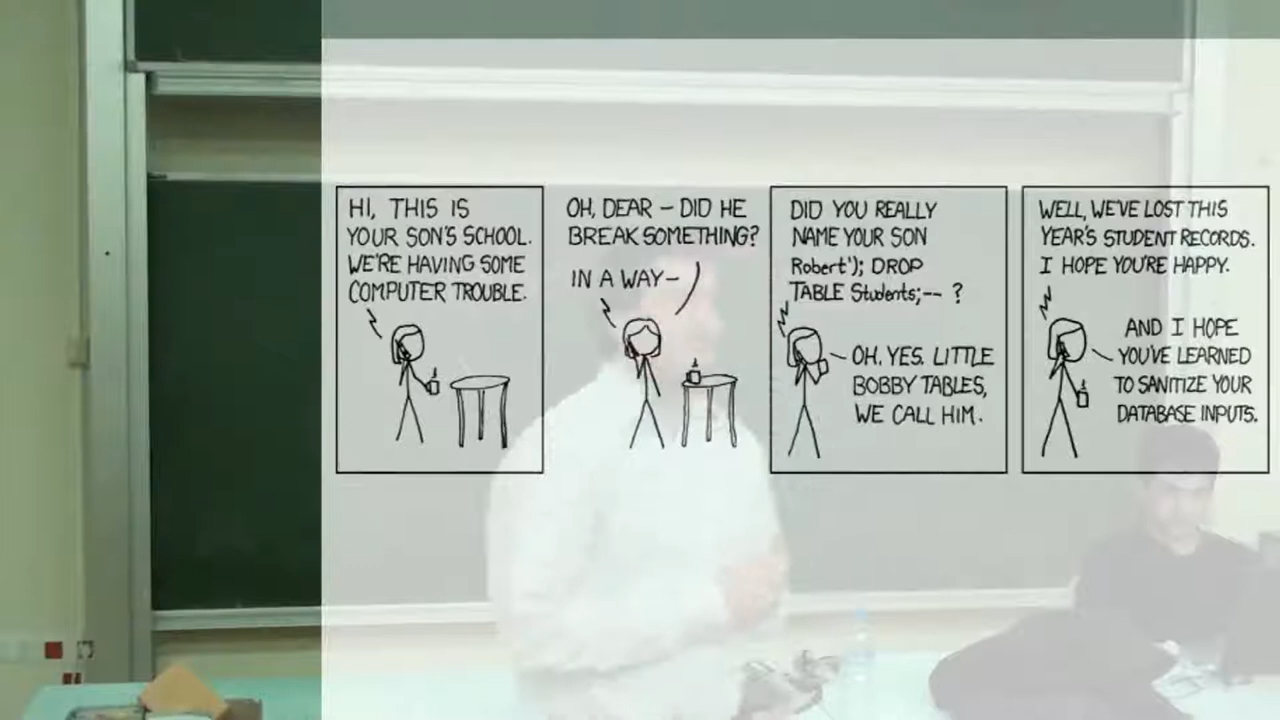 HI, THIS IS
YOUR SON'S SCHOOL.
WE'RE HAVING SOME
COMPUTER TROUBLE.
OH, DEAR – DID HE
BREAK SOMETHING?
IN A WAY–
DID YOU REALLY
NAME YOUR SON
Robert'); DROP
TABLE Students;-- ?
OH. YES. LITTLE
BOBBY TABLES,
WE CALL HIM.
WELL, WE'VE LOST THIS
YEAR'S STUDENT RECORDS.
I HOPE YOU'RE HAPPY.
AND I HOPE
YOU'VE LEARNED
TO SANITIZE YOUR
DATABASE INPUTS.